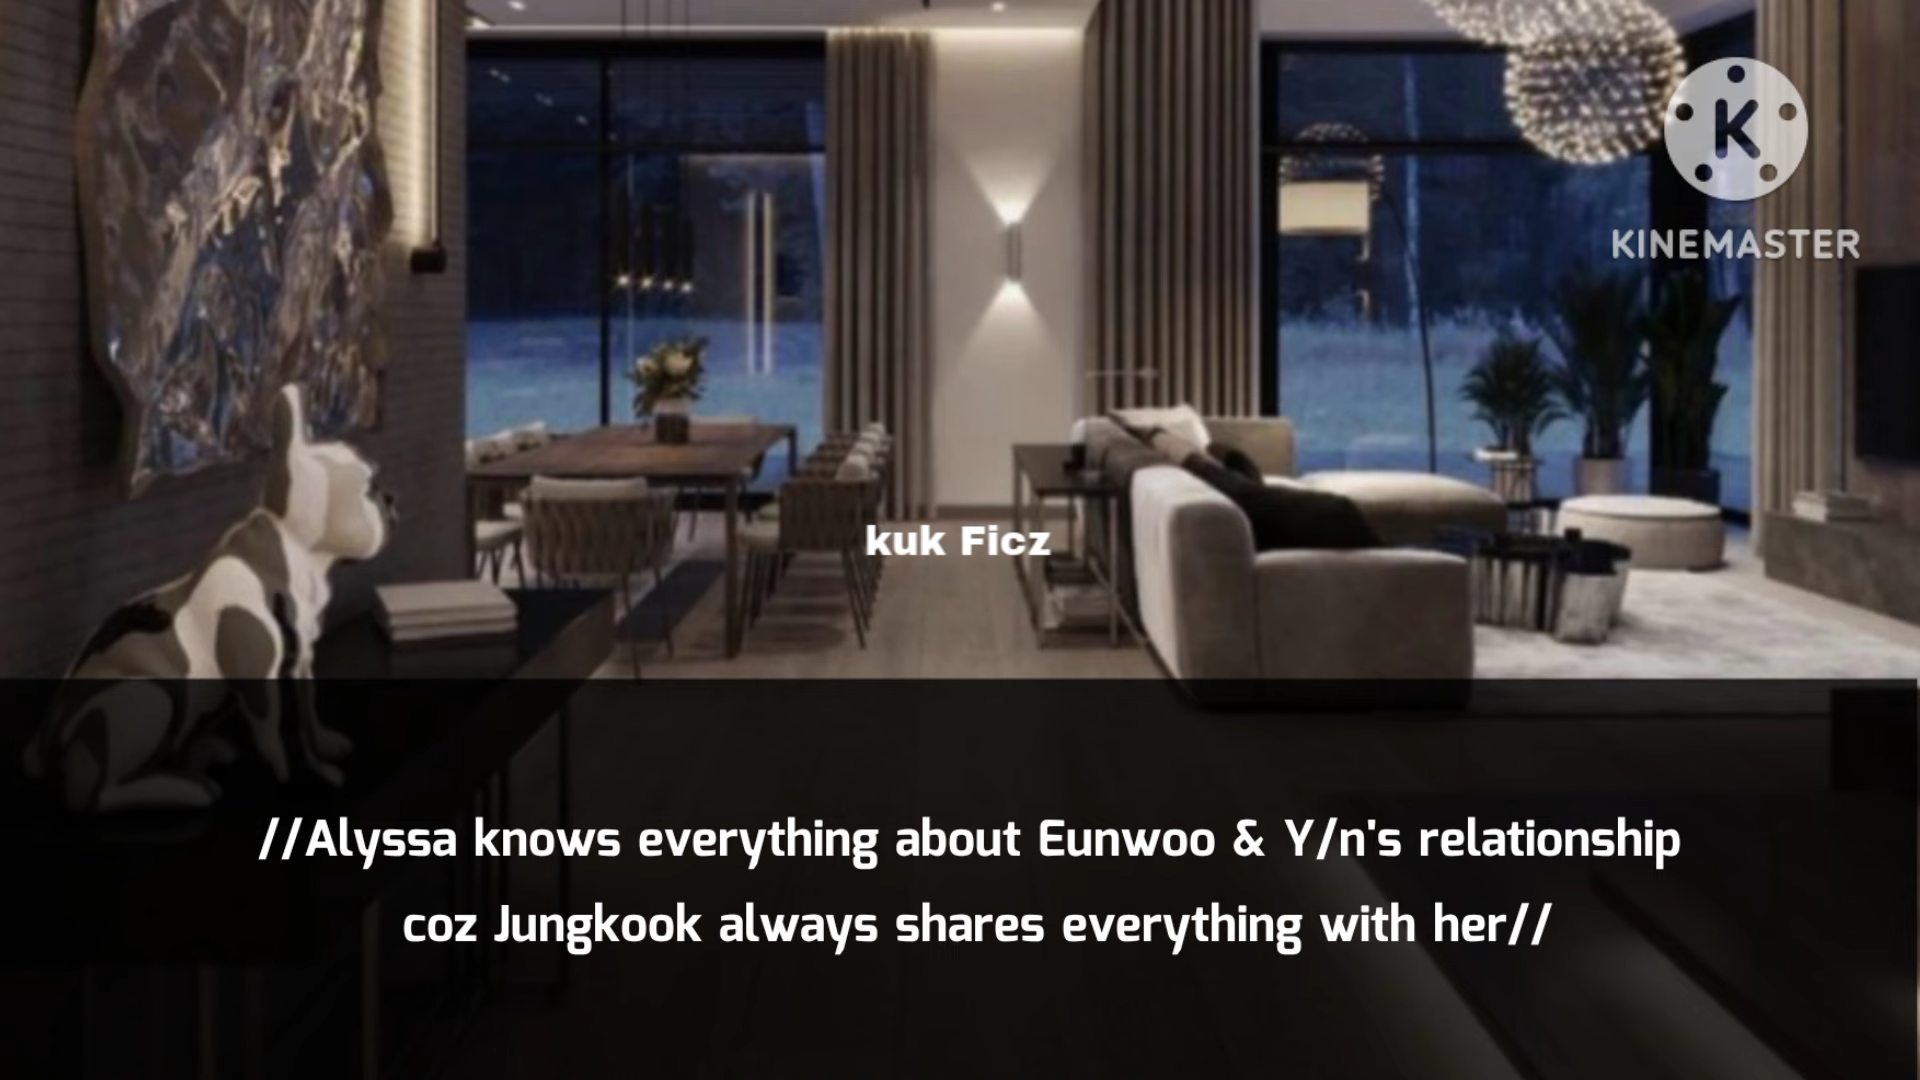 K
KINEMASTER
kuk Ficz
//Alyssa knows everything about Eunwoo & Y/n's relationship
coz Jungkook always shares everything with her//